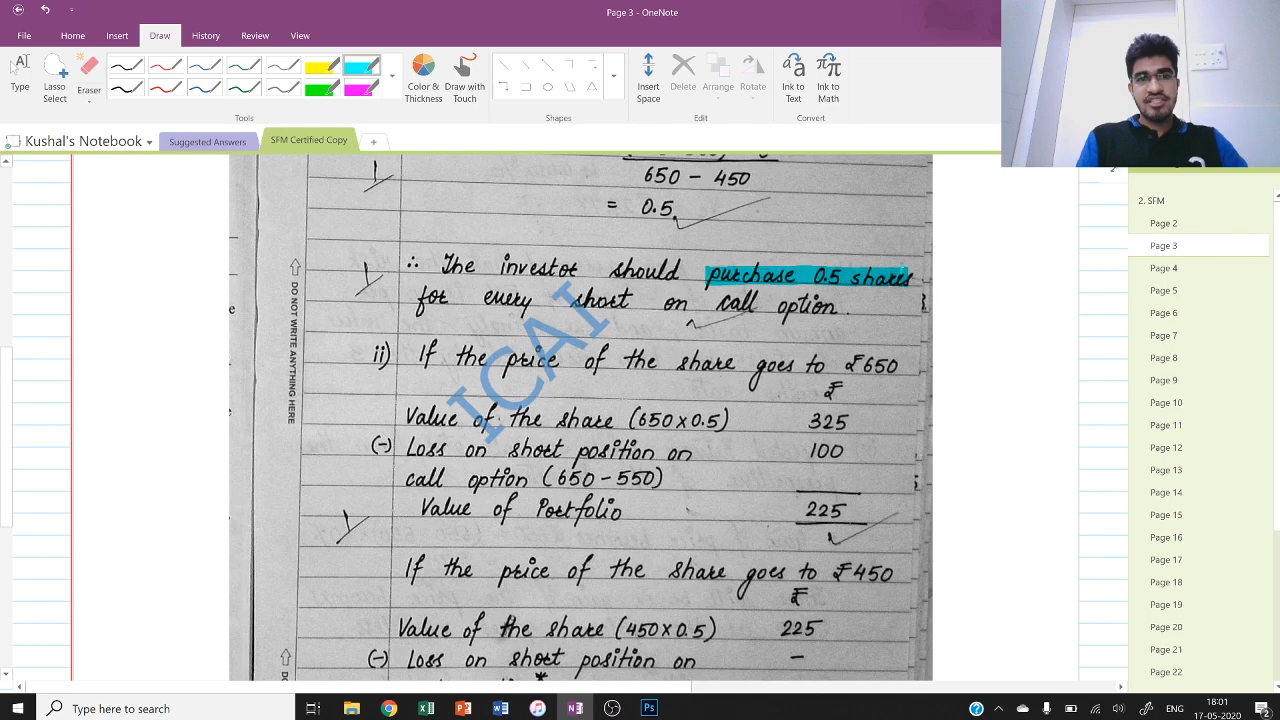 Page 3 - OneNote
File
Home
Insert
Draw
History
Review
View
Type
Lasso Select
Eraser
Color & Thickness
Draw with Touch
Insert Space
Delete
Arrange
Rotate
Ink to Text
Ink to Math
Tools
Shapes
Edit
Convert
Kushal's Notebook
Suggested Answers
SFM Certified Copy
650 - 450
= 0.5
∴ The investor should purchase 0.5 shares
for every short on call option.
ii) If the price of the share goes to ₹650
₹
Value of the share (650x0.5) 325
(-) Loss on short position on 100
call option (650-550)
Value of Portfolio 225
If the price of the share goes to ₹450
₹
Value of the share (450x0.5) 225
(-) Loss on short position on -
ICAI
DO NOT WRITE ANYTHING HERE
DO
2. SFM
Page 2
Page 3
Page 4
Page 5
Page 6
Page 7
Page 8
Page 9
Page 10
Page 11
Page 12
Page 13
Page 14
Page 15
Page 16
Page 17
Page 18
Page 19
Page 20
Page 21
Page 22
Type here to search
ENG
18:01
17-05-2020